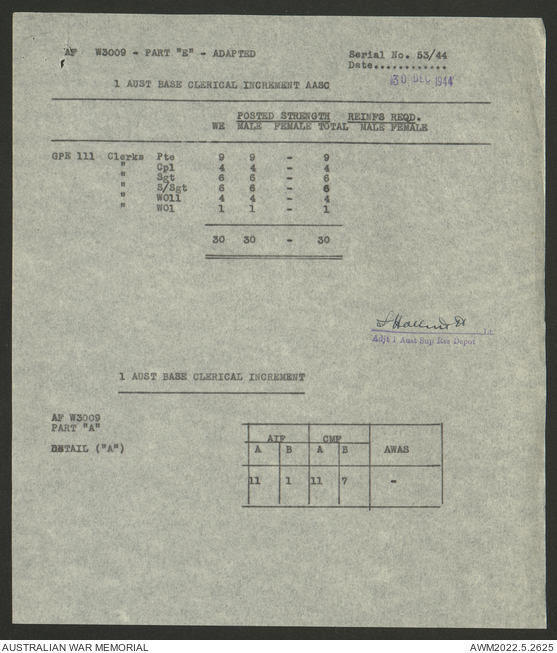 AF W3009 - PART "E" - ADAPTED Serial No. 53/44
Date............
30 DEC 1944
1 AUST BASE CLERICAL INCREMENT AASC
POSTED STRENGTH REINFS REQD.
WE MALE FEMALE TOTAL MALE FEMALE
GPE 111 Clerks Pte 9 9 - 9
" Cpl 4 4 - 4
" Sgt 6 6 - 6
" S/Sgt 6 6 - 6
" WO11 4 4 - 4
" WO1 1 1 - 1
30 30 - 30
Lt
Adjt 1 Aust Sup Res Depot
1 AUST BASE CLERICAL INCREMENT
AF W3009
PART "A"
DETAIL ("A")
AIF CMF
A B A B AWAS
11 1 11 7 -
AUSTRALIAN WAR MEMORIAL AWM2022.5.2625